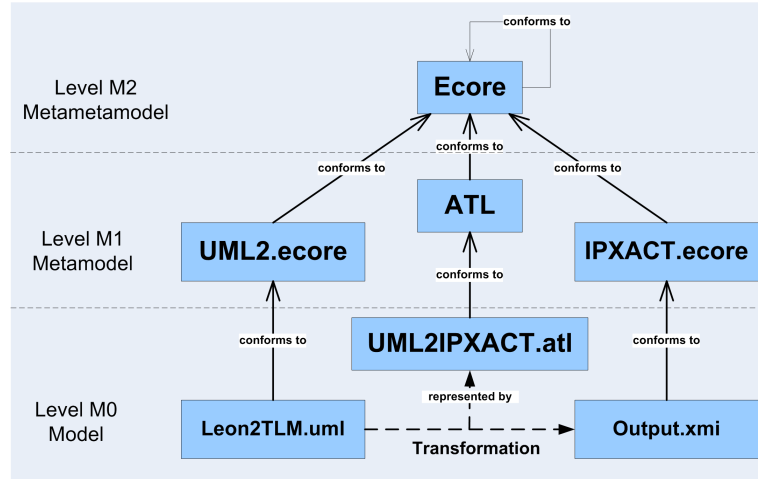 conforms to
Ecore
Level M2
Metametamodel
conforms to
conforms to
conforms to
ATL
Level M1
Metamodel
UML2.ecore
IPXACT.ecore
conforms to
conforms to
UML2IPXACT.atl
conforms to
represented by
Level M0
Model
Leon2TLM.uml
Output.xmi
Transformation